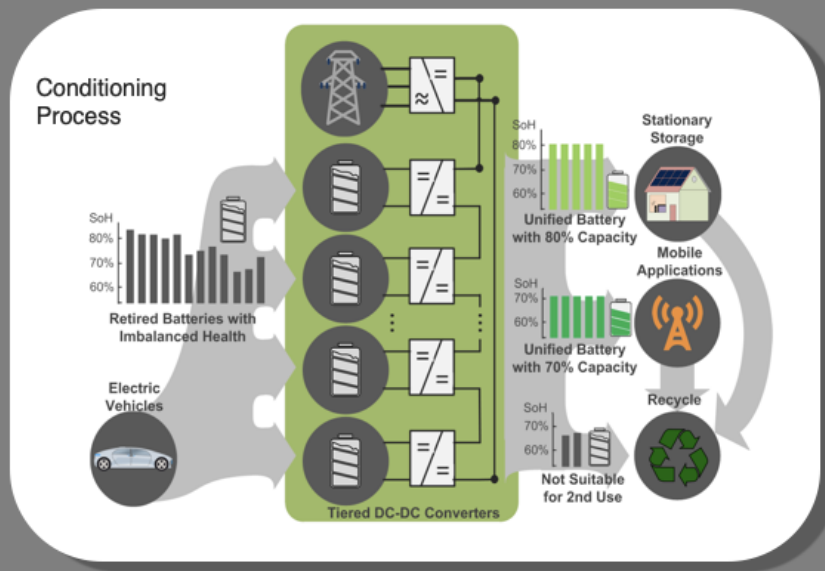 Conditioning
Process
SoH
80%
70%
60%
Retired Batteries with
Imbalanced Health
Electric
Vehicles
Tiered DC-DC Converters
SoH
80%
70%
60%
Unified Battery
with 80% Capacity
Stationary
Storage
70%
60%
Unified Battery
with 70% Capacity
Mobile
Applications
SoH
70%
60%
Not Suitable
for 2nd Use
Recycle